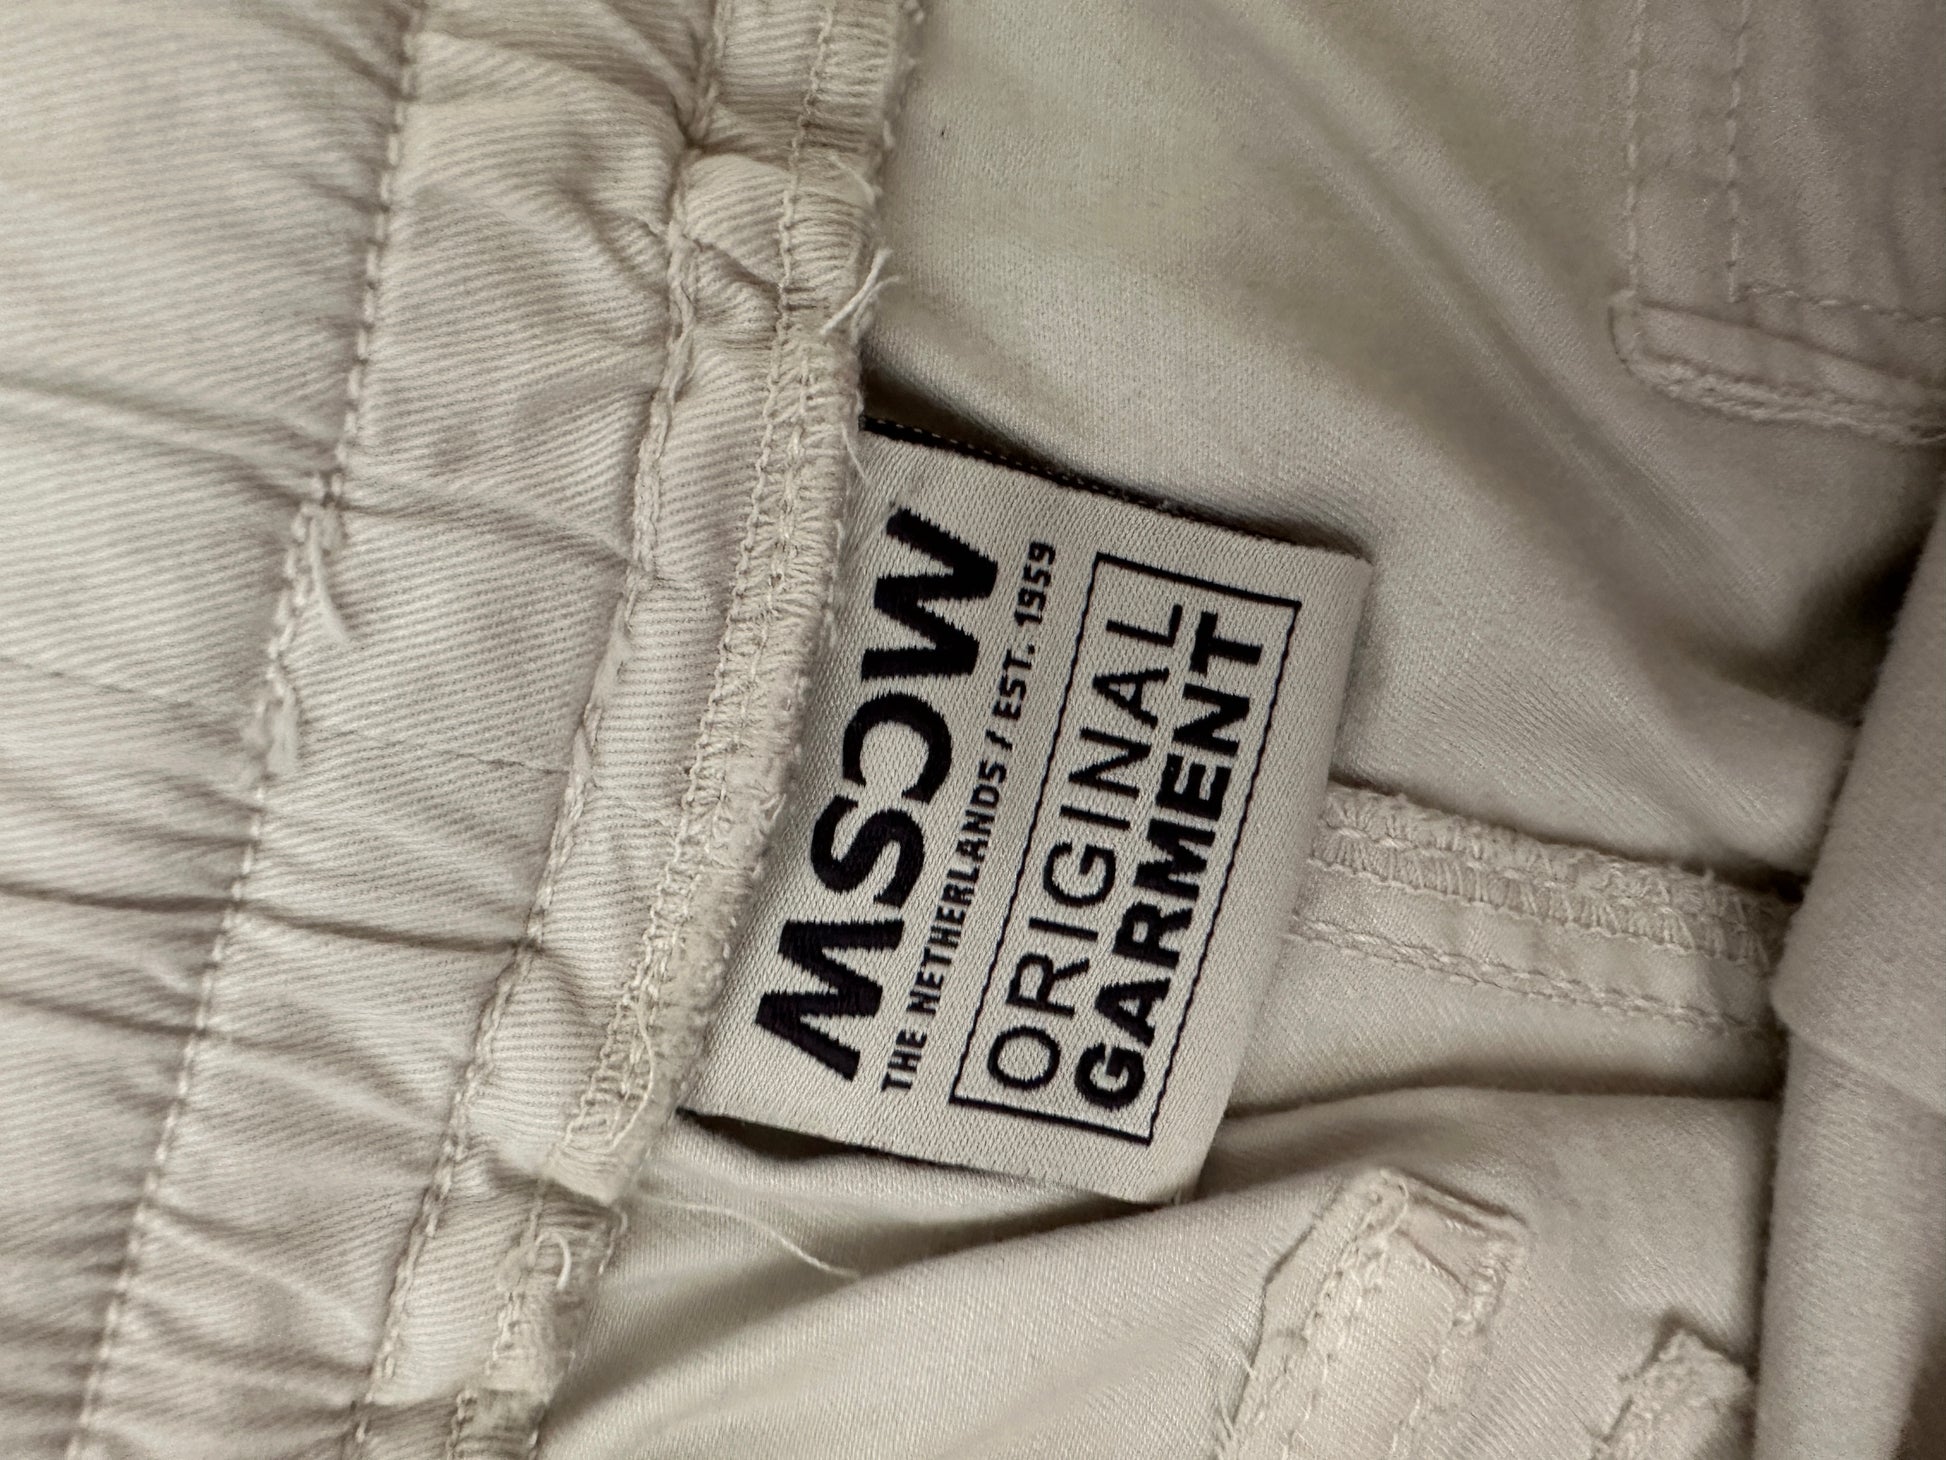 MSCW
THE NETHERLANDS / EST. 1959
ORIGINAL
GARMENT